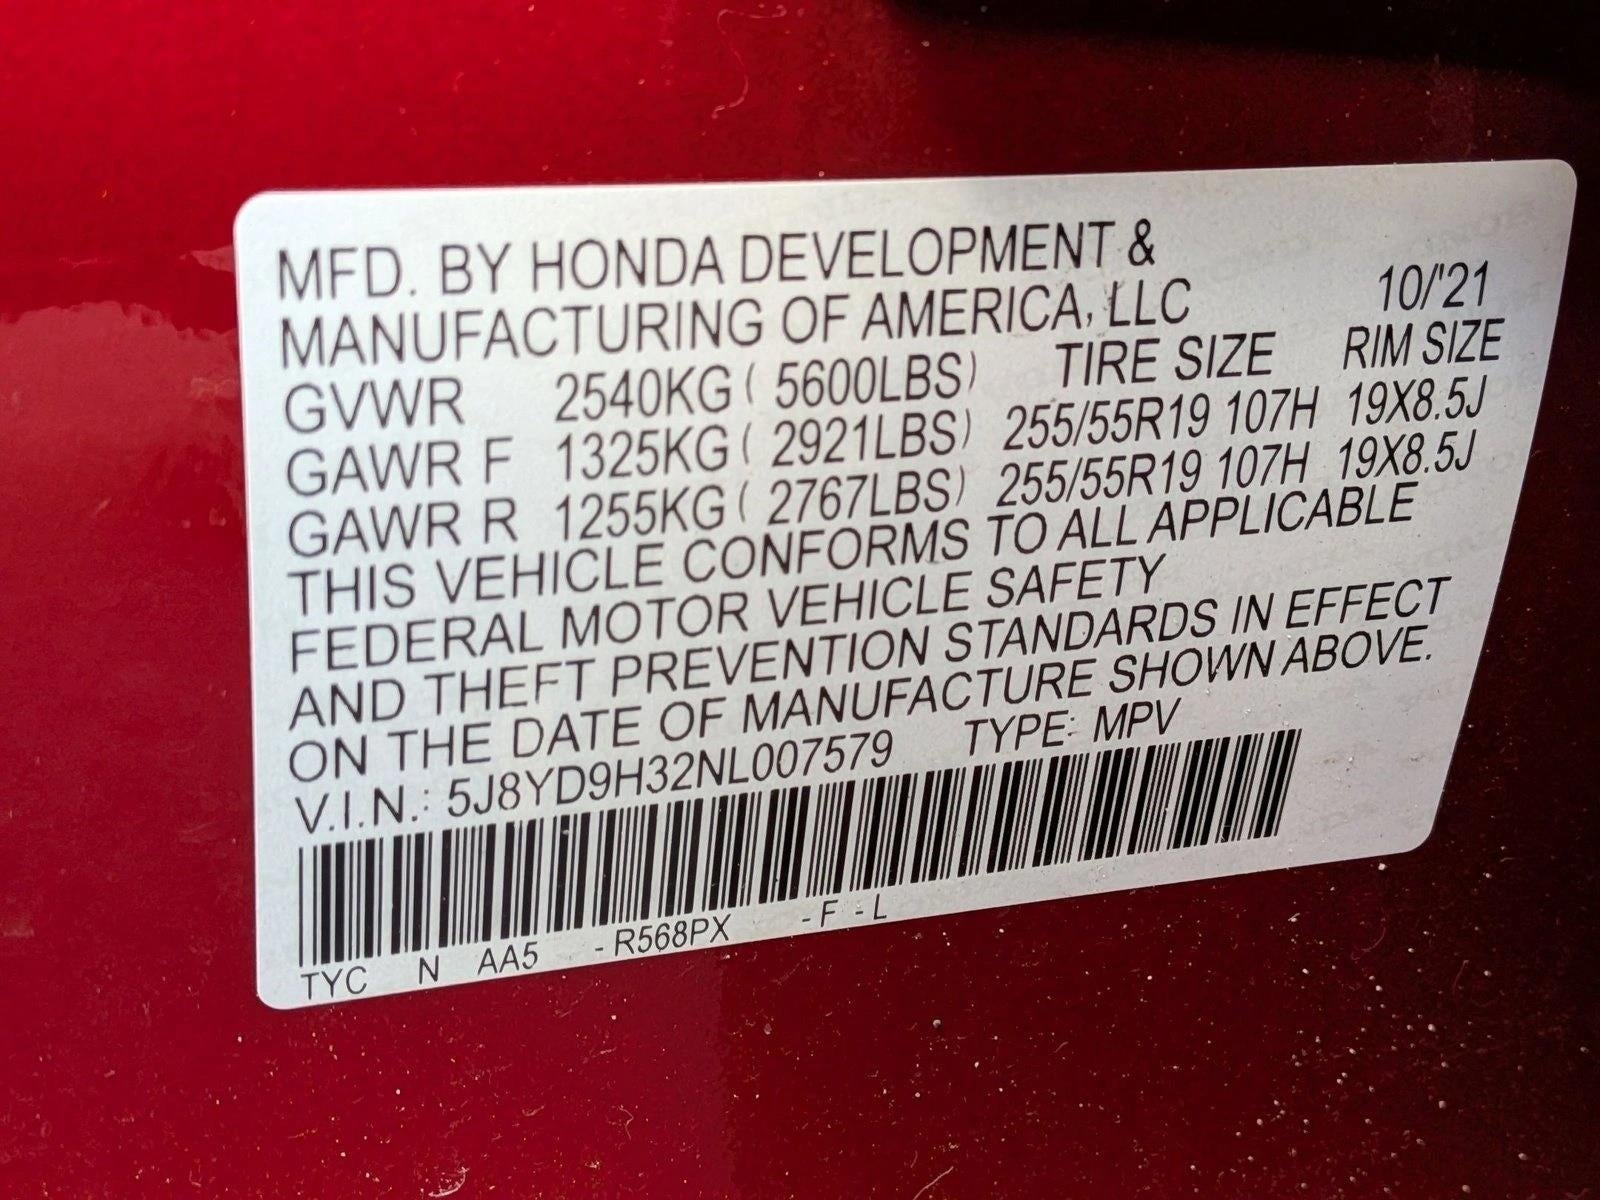 MFD. BY HONDA DEVELOPMENT &
MANUFACTURING OF AMERICA, LLC 10/'21
GVWR 2540KG ( 5600LBS) TIRE SIZE RIM SIZE
GAWR F 1325KG ( 2921LBS) 255/55R19 107H 19X8.5J
GAWR R 1255KG ( 2767LBS) 255/55R19 107H 19X8.5J
THIS VEHICLE CONFORMS TO ALL APPLICABLE
FEDERAL MOTOR VEHICLE SAFETY
AND THEFT PREVENTION STANDARDS IN EFFECT
ON THE DATE OF MANUFACTURE SHOWN ABOVE.
V.I.N.: 5J8YD9H32NL007579 TYPE: MPV
TYC N AA5 - R568PX - F - L